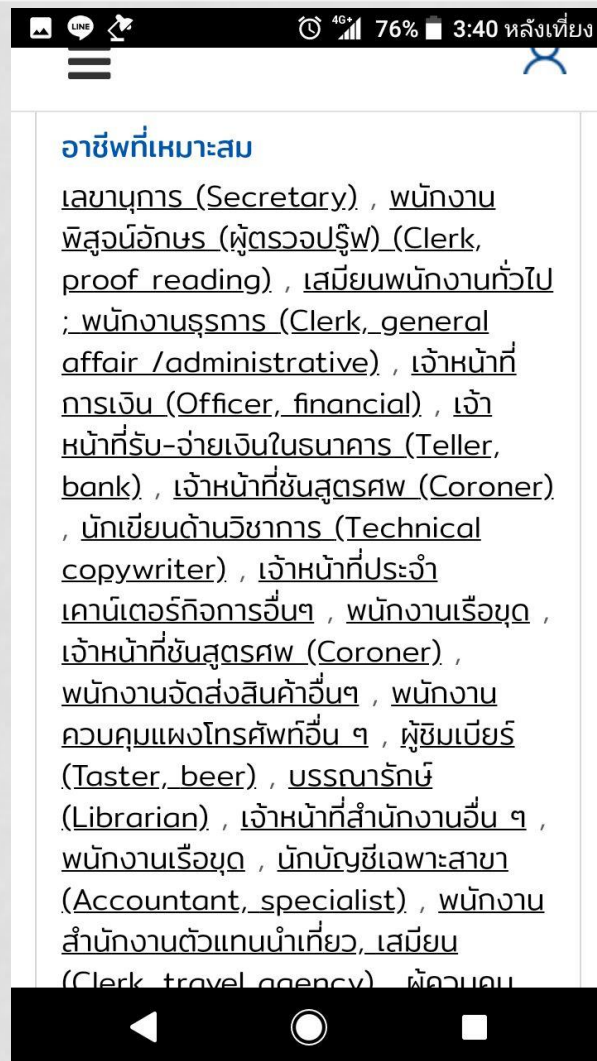 LINE 4G+ 76% 3:40 หลังเที่ยง
อาชีพที่เหมาะสม
เลขานุการ (Secretary) , พนักงาน
พิสูจน์อักษร (ผู้ตรวจปรู๊ฟ) (Clerk,
proof reading) , เสมียนพนักงานทั่วไป
; พนักงานธุรการ (Clerk, general
affair /administrative) , เจ้าหน้าที่
การเงิน (Officer, financial) , เจ้า
หน้าที่รับ-จ่ายเงินในธนาคาร (Teller,
bank) , เจ้าหน้าที่ชันสูตรศพ (Coroner)
, นักเขียนด้านวิชาการ (Technical
copywriter) , เจ้าหน้าที่ประจำ
เคาน์เตอร์กิจการอื่นๆ , พนักงานเรือขุด ,
เจ้าหน้าที่ชันสูตรศพ (Coroner) ,
พนักงานจัดส่งสินค้าอื่นๆ , พนักงาน
ควบคุมแผงโทรศัพท์อื่น ๆ , ผู้ชิมเบียร์
(Taster, beer) , บรรณารักษ์
(Librarian) , เจ้าหน้าที่สำนักงานอื่น ๆ ,
พนักงานเรือขุด , นักบัญชีเฉพาะสาขา
(Accountant, specialist) , พนักงาน
สำนักงานตัวแทนนำเที่ยว, เสมียน
(Clerk, travel agency) , ผู้ควบคุม